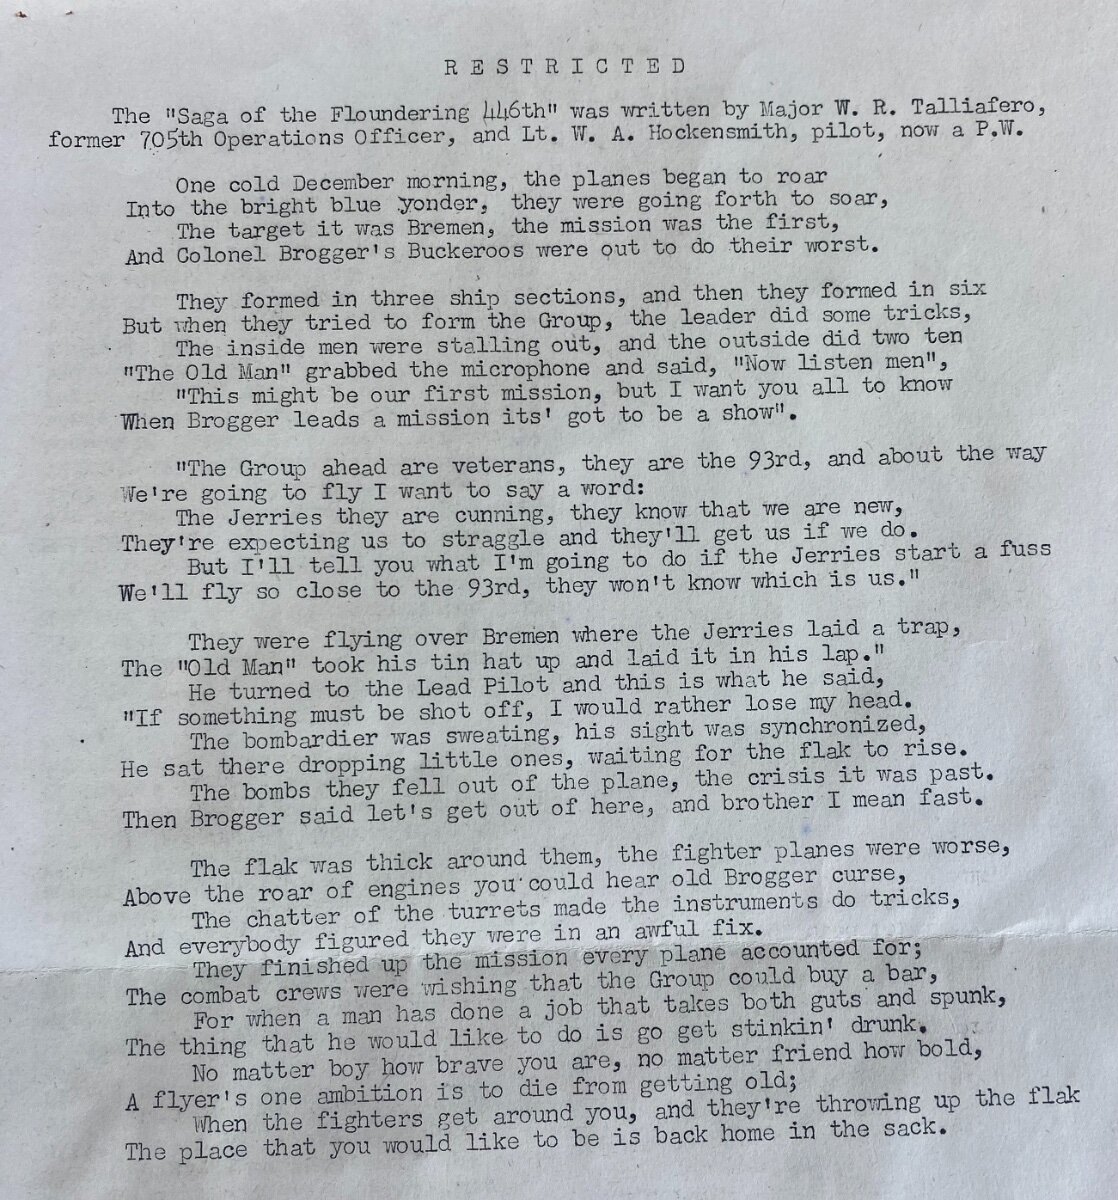 R E S T R I C T E D
The "Saga of the Floundering 446th" was written by Major W. R. Talliafero,
former 705th Operations Officer, and Lt. W. A. Hockensmith, pilot, now a P.W.
One cold December morning, the planes began to roar
Into the bright blue yonder, they were going forth to soar,
The target it was Bremen, the mission was the first,
And Colonel Brogger's Buckeroos were out to do their worst.
They formed in three ship sections, and then they formed in six
But when they tried to form the Group, the leader did some tricks,
The inside men were stalling out, and the outside did two ten
"The Old Man" grabbed the microphone and said, "Now listen men",
"This might be our first mission, but I want you all to know
When Brogger leads a mission its' got to be a show".
"The Group ahead are veterans, they are the 93rd, and about the way
We're going to fly I want to say a word:
The Jerries they are cunning, they know that we are new,
They're expecting us to straggle and they'll get us if we do.
But I'll tell you what I'm going to do if the Jerries start a fuss
We'll fly so close to the 93rd, they won't know which is us."
They were flying over Bremen where the Jerries laid a trap,
The "Old Man" took his tin hat up and laid it in his lap."
He turned to the Lead Pilot and this is what he said,
"If something must be shot off, I would rather lose my head.
The bombardier was sweating, his sight was synchronized,
He sat there dropping little ones, waiting for the flak to rise.
The bombs they fell out of the plane, the crisis it was past.
Then Brogger said let's get out of here, and brother I mean fast.
The flak was thick around them, the fighter planes were worse,
Above the roar of engines you could hear old Brogger curse,
The chatter of the turrets made the instruments do tricks,
And everybody figured they were in an awful fix.
They finished up the mission every plane accounted for;
The combat crews were wishing that the Group could buy a bar,
For when a man has done a job that takes both guts and spunk,
The thing that he would like to do is go get stinkin' drunk.
No matter boy how brave you are, no matter friend how bold,
A flyer's one ambition is to die from getting old;
When the fighters get around you, and they're throwing up the flak
The place that you would like to be is back home in the sack.